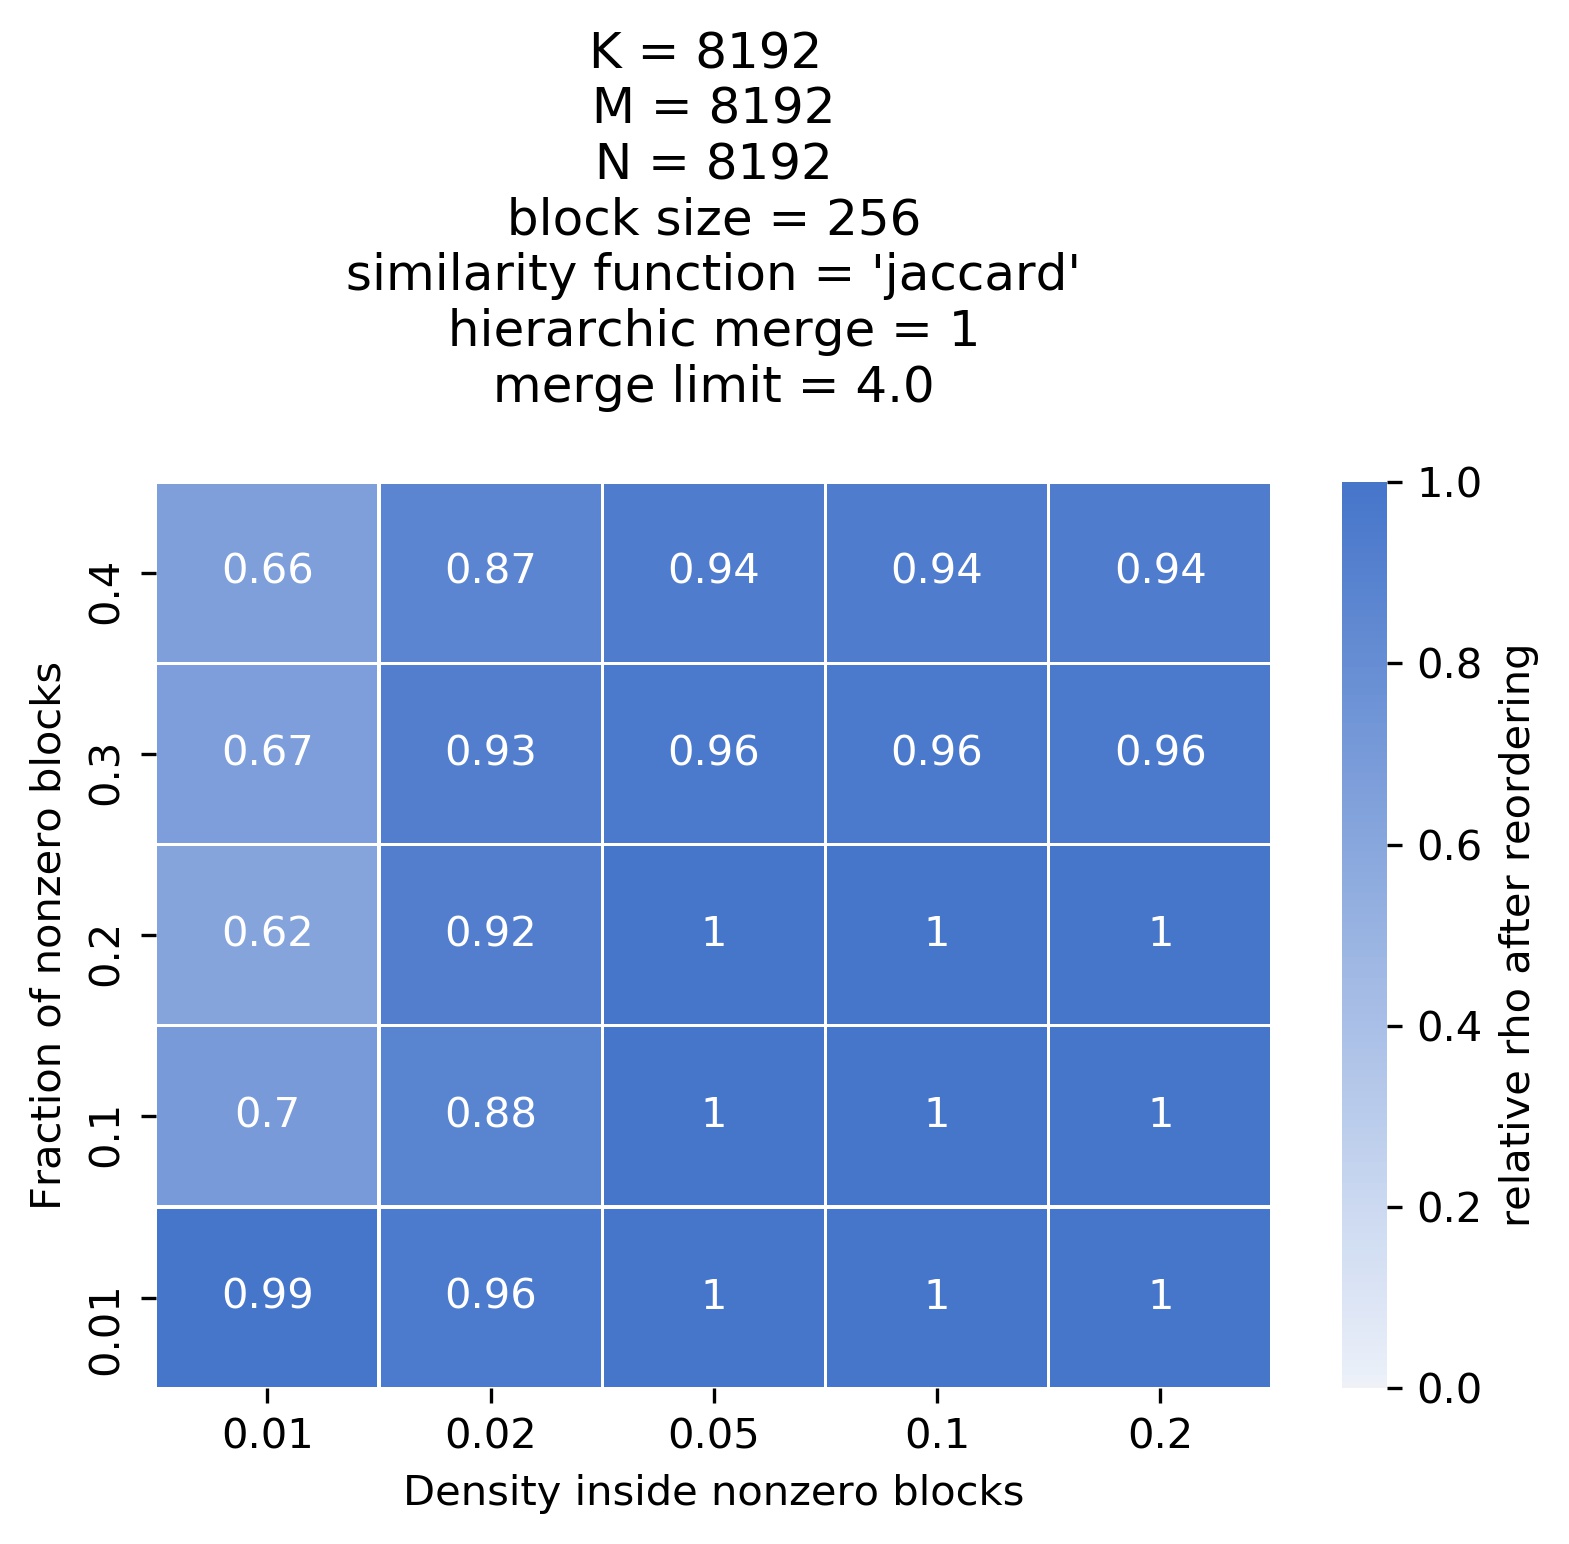 K = 8192
M = 8192
N = 8192
block size = 256
similarity function = 'jaccard'
hierarchic merge = 1
merge limit = 4.0
Fraction of nonzero blocks
0.4
0.66 0.87 0.94 0.94 0.94
0.3
0.67 0.93 0.96 0.96 0.96
0.2
0.62 0.92 1 1 1
0.1
0.7 0.88 1 1 1
0.01
0.99 0.96 1 1 1
0.01 0.02 0.05 0.1 0.2
Density inside nonzero blocks
1.0
0.8
0.6
0.4
0.2
0.0
relative rho after reordering